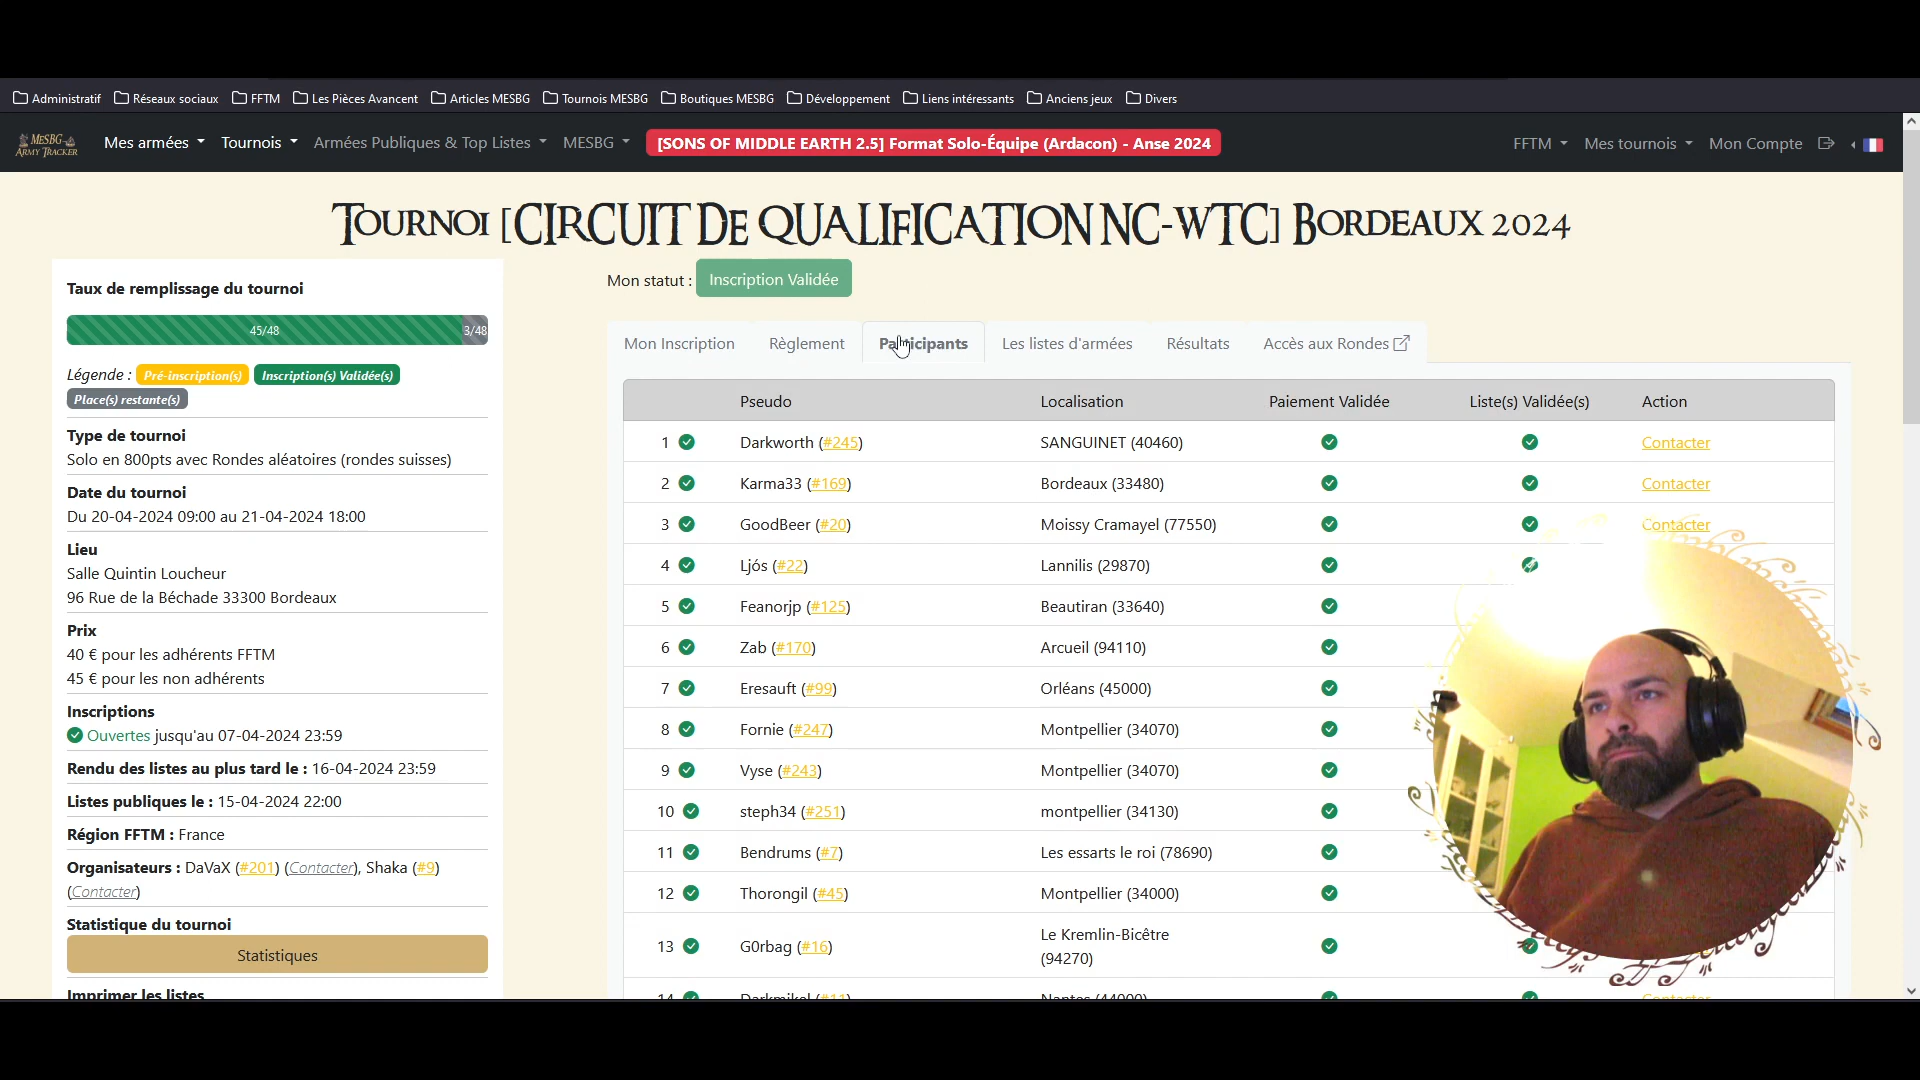 Administratif Réseaux sociaux FFTM Les Pièces Avancent Articles MESBG Tournois MESBG Boutiques MESBG Développement Liens intéressants Anciens jeux Divers
MESBG ARMY TRACKER Mes armées Tournois Armées Publiques & Top Listes MESBG [SONS OF MIDDLE EARTH 2.5] Format Solo-Équipe (Ardacon) - Anse 2024 FFTM Mes tournois Mon Compte
Tournoi [CIRCUIT De QUALIfICATION NC-WTC] Bordeaux 2024
Taux de remplissage du tournoi
45/48 3/48
Légende : Pré-inscription(s) Inscription(s) Validée(s)
Place(s) restante(s)
Type de tournoi
Solo en 800pts avec Rondes aléatoires (rondes suisses)
Date du tournoi
Du 20-04-2024 09:00 au 21-04-2024 18:00
Lieu
Salle Quintin Loucheur
96 Rue de la Béchade 33300 Bordeaux
Prix
40 € pour les adhérents FFTM
45 € pour les non adhérents
Inscriptions
Ouvertes jusqu'au 07-04-2024 23:59
Rendu des listes au plus tard le : 16-04-2024 23:59
Listes publiques le : 15-04-2024 22:00
Région FFTM : France
Organisateurs : DaVaX (#201) (Contacter), Shaka (#9)
(Contacter)
Statistique du tournoi
Statistiques
Imprimer les listes
Mon statut : Inscription Validée
Mon Inscription Règlement Participants Les listes d'armées Résultats Accès aux Rondes
Pseudo Localisation Paiement Validée Liste(s) Validée(s) Action
1 Darkworth (#245) SANGUINET (40460) Contacter
2 Karma33 (#169) Bordeaux (33480) Contacter
3 GoodBeer (#20) Moissy Cramayel (77550) Contacter
4 Ljós (#22) Lannilis (29870)
5 Feanorjp (#125) Beautiran (33640)
6 Zab (#170) Arcueil (94110)
7 Eresauft (#99) Orléans (45000)
8 Fornie (#247) Montpellier (34070)
9 Vyse (#243) Montpellier (34070)
10 steph34 (#251) montpellier (34130)
11 Bendrums (#7) Les essarts le roi (78690)
12 Thorongil (#45) Montpellier (34000)
13 G0rbag (#16) Le Kremlin-Bicêtre
(94270)
14 Darkmikel (#11) Nantes (44000) Contacter